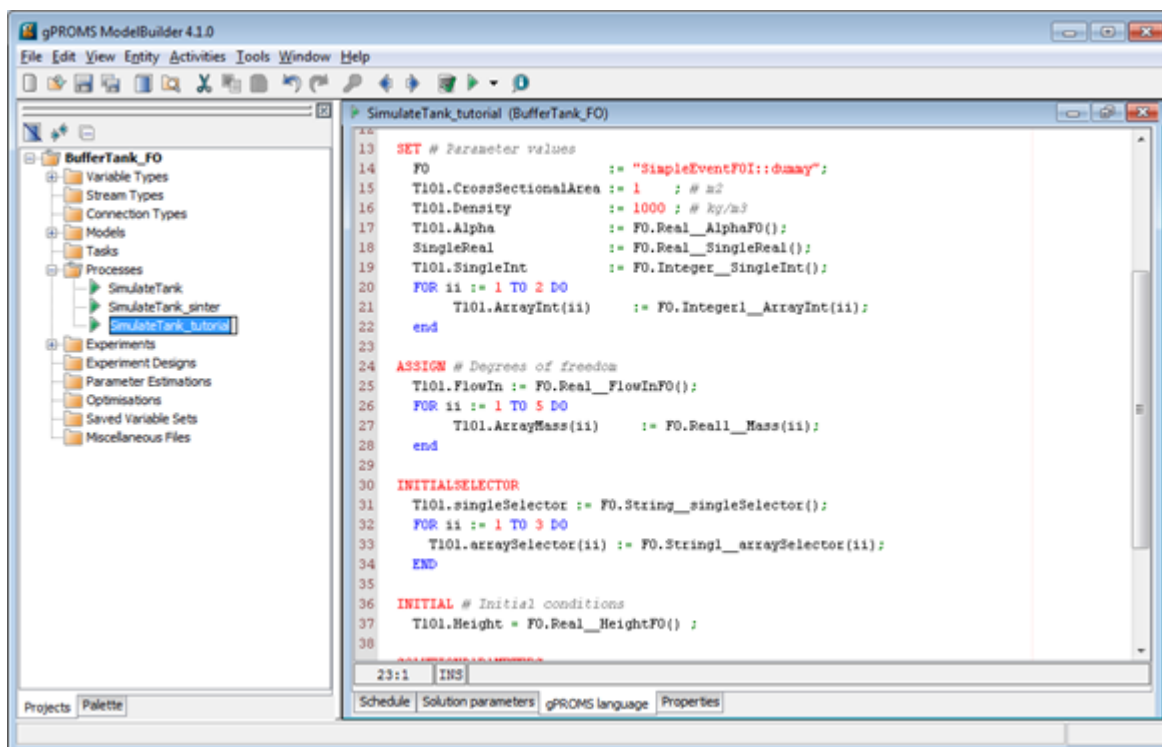 gPROMS ModelBuilder 4.1.0
File Edit View Entity Activities Tools Window Help
BufferTank_FO
Variable Types
Stream Types
Connection Types
Models
Tasks
Processes
SimulateTank
SimulateTank_sinter
SimulateTank_tutorial
Experiments
Experiment Designs
Parameter Estimations
Optimisations
Saved Variable Sets
Miscellaneous Files
Projects Palette
SimulateTank_tutorial (BufferTank_FO)
12
13 SET # Parameter values
14 FO := "SimpleEventFOI::dummy";
15 T101.CrossSectionalArea := 1 ; # m2
16 T101.Density := 1000 ; # kg/m3
17 T101.Alpha := FO.Real__AlphaFO();
18 SingleReal := FO.Real__SingleReal();
19 T101.SingleInt := FO.Integer__SingleInt();
20 FOR ii := 1 TO 2 DO
21 T101.ArrayInt(ii) := FO.Integer1__ArrayInt(ii);
22 end
23
24 ASSIGN # Degrees of freedom
25 T101.FlowIn := FO.Real__FlowInFO();
26 FOR ii := 1 TO 5 DO
27 T101.ArrayMass(ii) := FO.Real1__Mass(ii);
28 end
29
30 INITIALSELECTOR
31 T101.singleSelector := FO.String__singleSelector();
32 FOR ii := 1 TO 3 DO
33 T101.arraySelector(ii) := FO.String1__arraySelector(ii);
34 END
35
36 INITIAL # Initial conditions
37 T101.Height = FO.Real__HeightFO() ;
38
23:1 INS
Schedule Solution parameters gPROMS language Properties